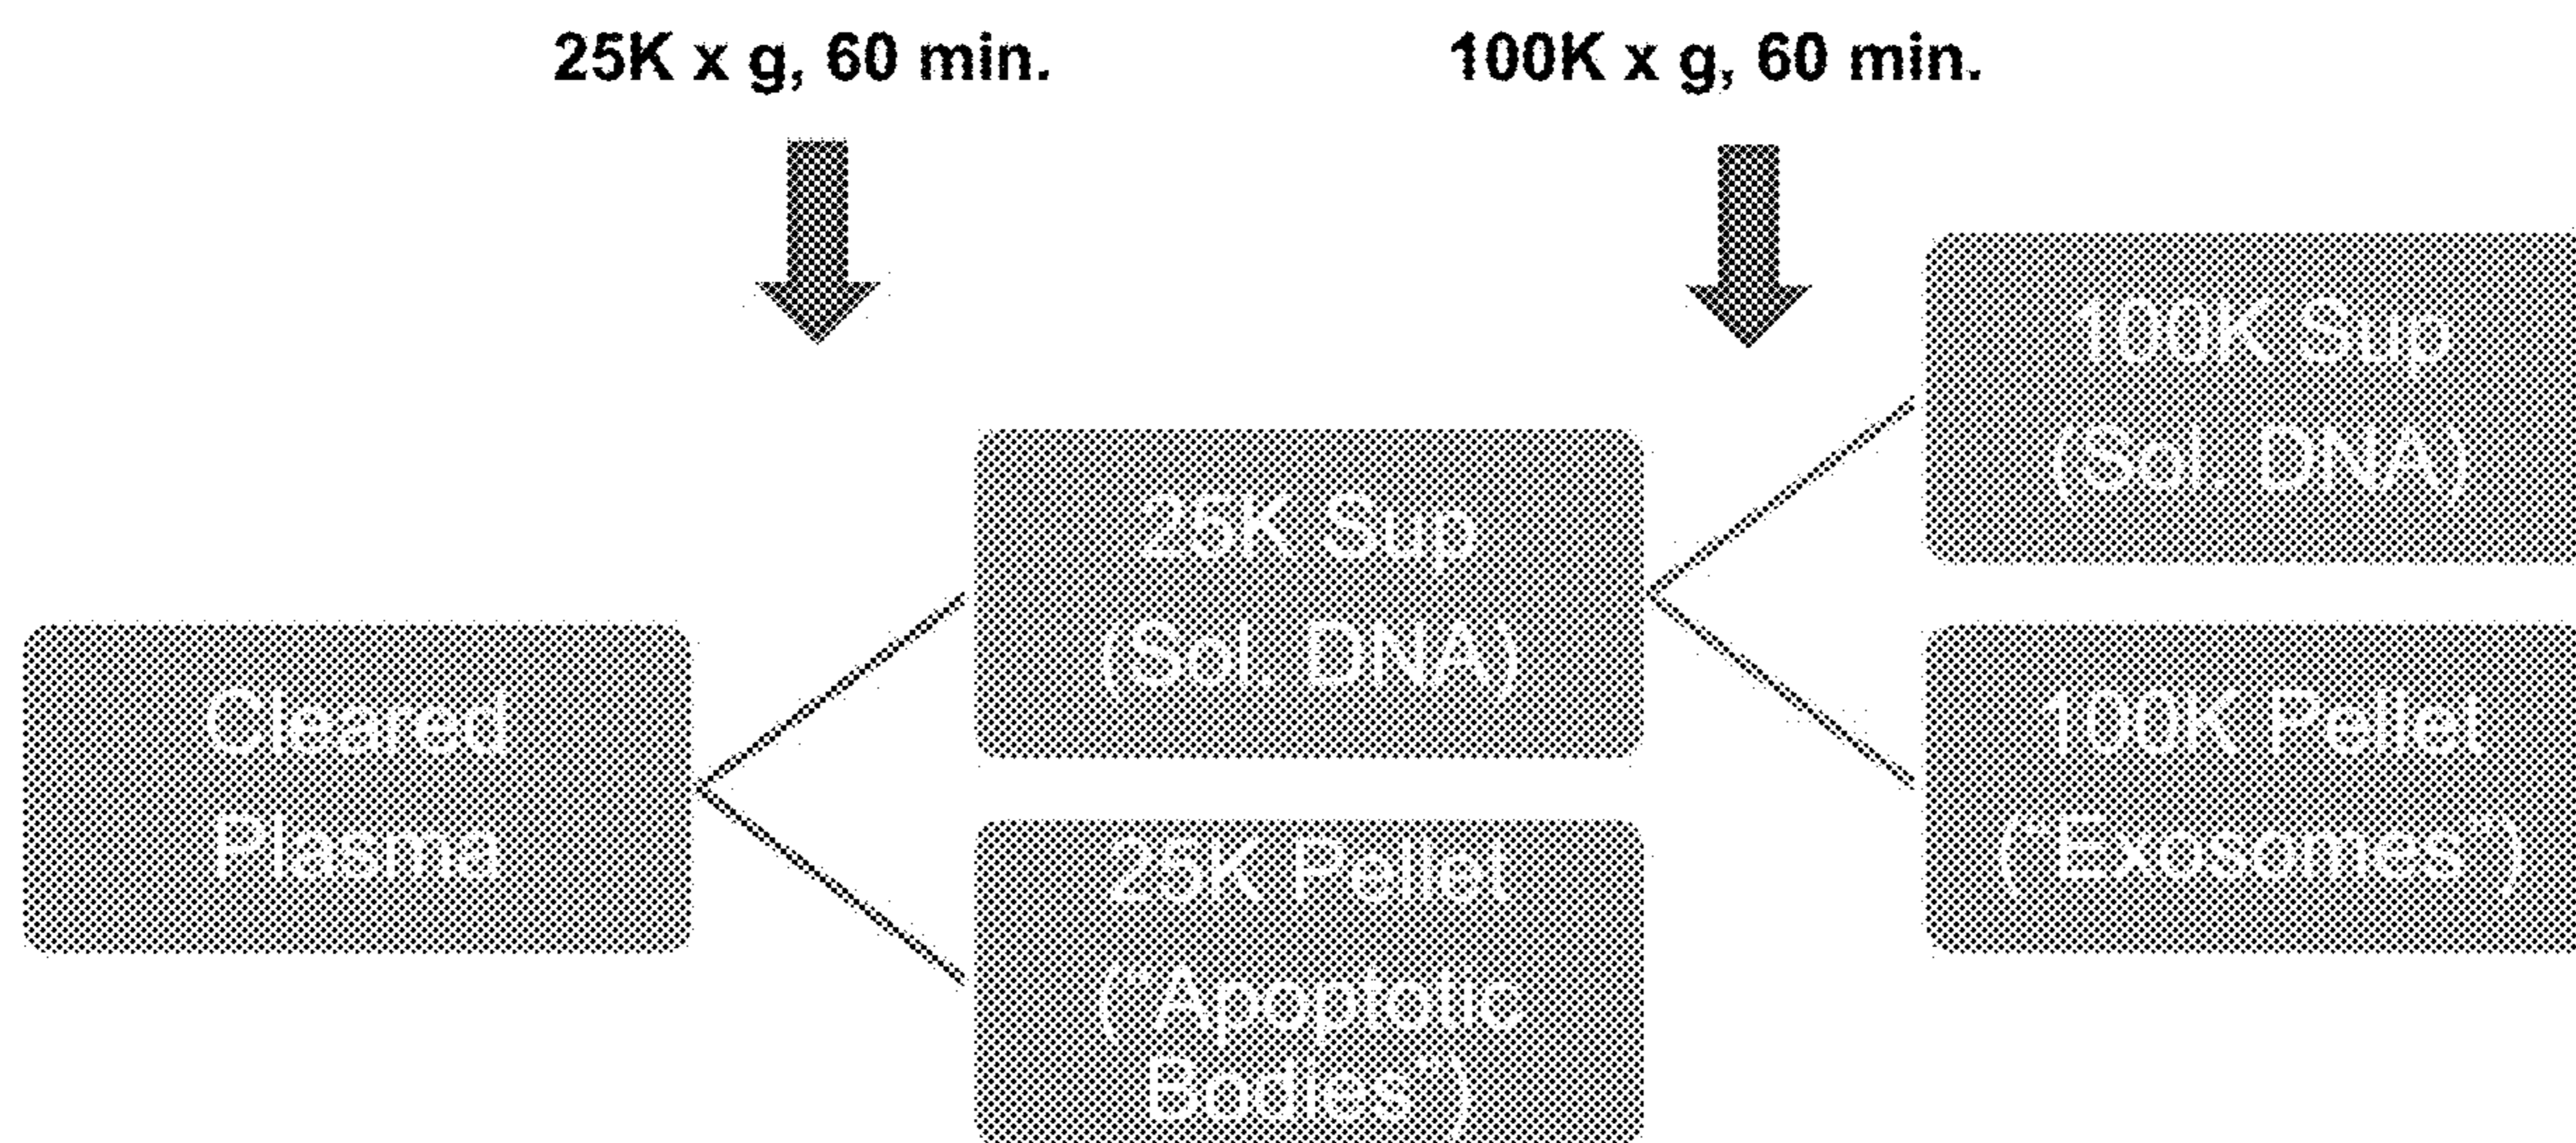 25K x g, 60 min.
100K x g, 60 min.
Cleared
Plasma
25K Sup
(Sol. DNA)
25K Pellet
("Apoptotic
Bodies")
100K Sup
(Sol. DNA)
100K Pellet
("Exosomes")